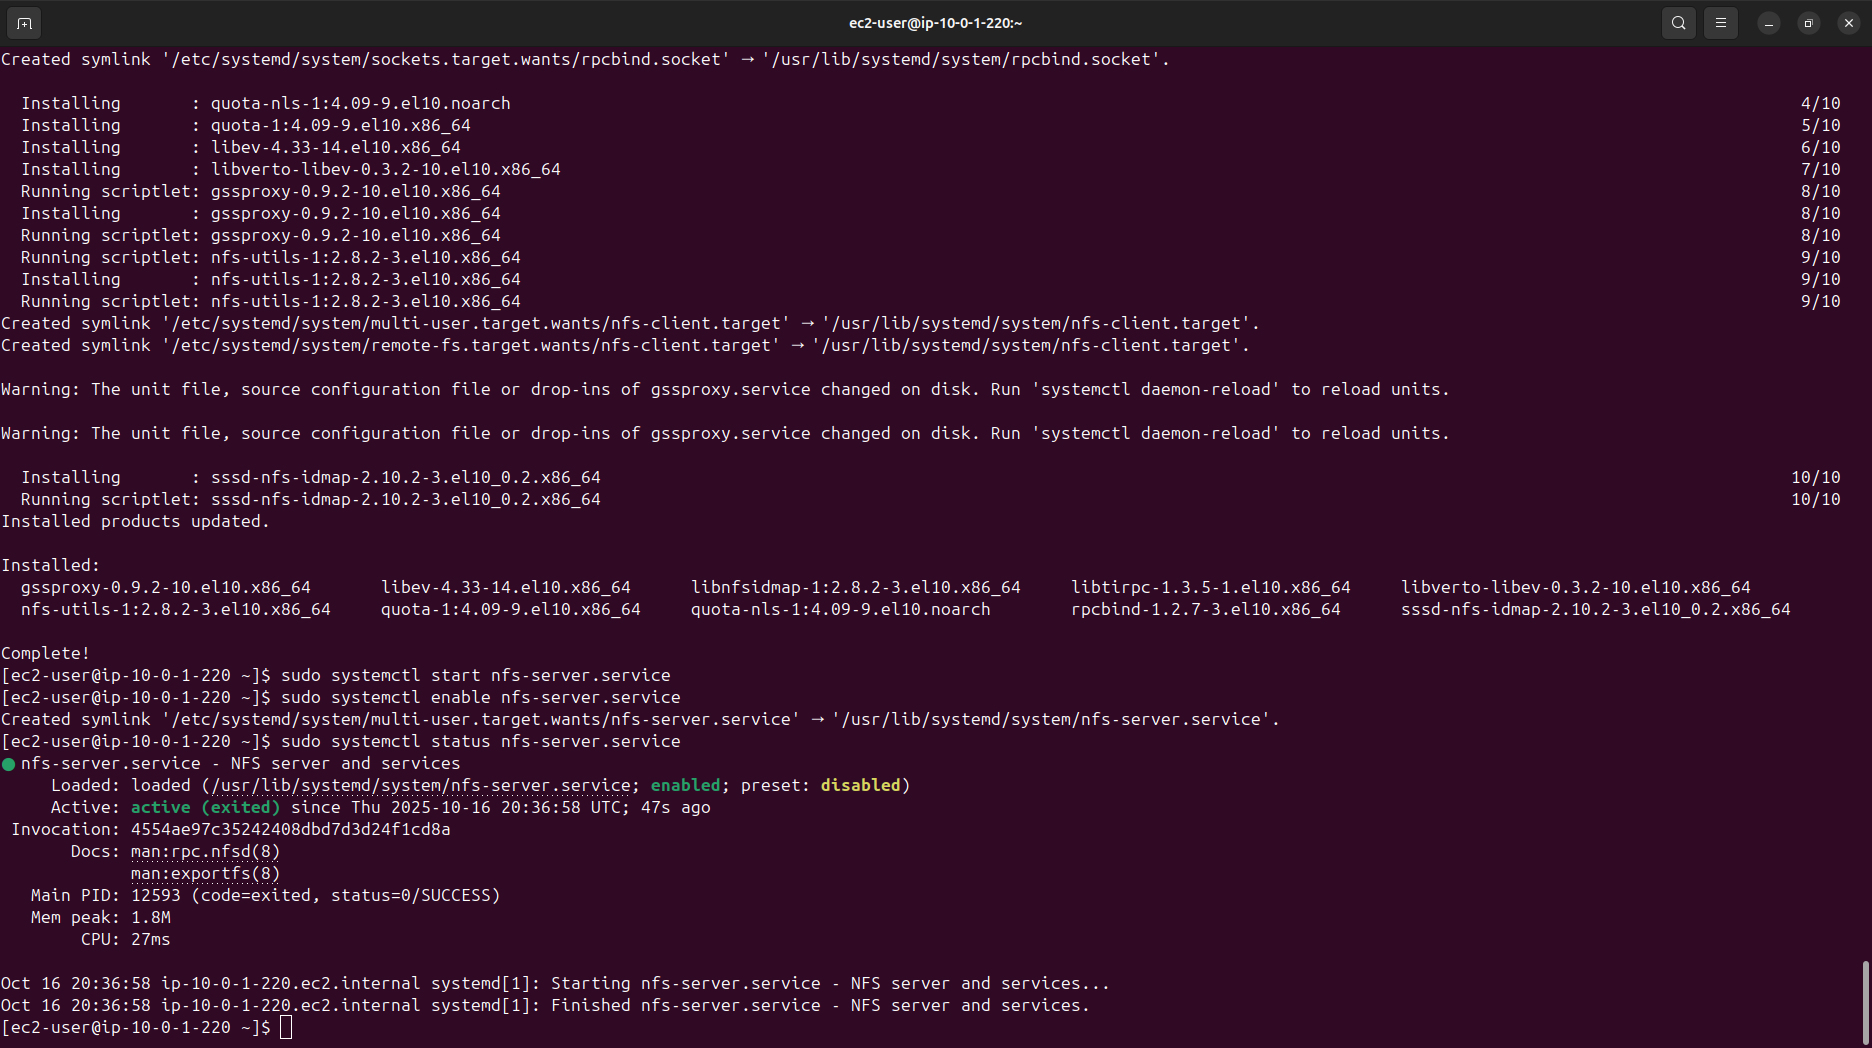 ec2-user@ip-10-0-1-220:~
Created symlink '/etc/systemd/system/sockets.target.wants/rpcbind.socket' → '/usr/lib/systemd/system/rpcbind.socket'.
Installing : quota-nls-1:4.09-9.el10.noarch 4/10
Installing : quota-1:4.09-9.el10.x86_64 5/10
Installing : libev-4.33-14.el10.x86_64 6/10
Installing : libverto-libev-0.3.2-10.el10.x86_64 7/10
Running scriptlet: gssproxy-0.9.2-10.el10.x86_64 8/10
Installing : gssproxy-0.9.2-10.el10.x86_64 8/10
Running scriptlet: gssproxy-0.9.2-10.el10.x86_64 8/10
Running scriptlet: nfs-utils-1:2.8.2-3.el10.x86_64 9/10
Installing : nfs-utils-1:2.8.2-3.el10.x86_64 9/10
Running scriptlet: nfs-utils-1:2.8.2-3.el10.x86_64 9/10
Created symlink '/etc/systemd/system/multi-user.target.wants/nfs-client.target' → '/usr/lib/systemd/system/nfs-client.target'.
Created symlink '/etc/systemd/system/remote-fs.target.wants/nfs-client.target' → '/usr/lib/systemd/system/nfs-client.target'.
Warning: The unit file, source configuration file or drop-ins of gssproxy.service changed on disk. Run 'systemctl daemon-reload' to reload units.
Warning: The unit file, source configuration file or drop-ins of gssproxy.service changed on disk. Run 'systemctl daemon-reload' to reload units.
Installing : sssd-nfs-idmap-2.10.2-3.el10_0.2.x86_64 10/10
Running scriptlet: sssd-nfs-idmap-2.10.2-3.el10_0.2.x86_64 10/10
Installed products updated.
Installed:
gssproxy-0.9.2-10.el10.x86_64 libev-4.33-14.el10.x86_64 libnfsidmap-1:2.8.2-3.el10.x86_64 libtirpc-1.3.5-1.el10.x86_64 libverto-libev-0.3.2-10.el10.x86_64
nfs-utils-1:2.8.2-3.el10.x86_64 quota-1:4.09-9.el10.x86_64 quota-nls-1:4.09-9.el10.noarch rpcbind-1.2.7-3.el10.x86_64 sssd-nfs-idmap-2.10.2-3.el10_0.2.x86_64
Complete!
[ec2-user@ip-10-0-1-220 ~]$ sudo systemctl start nfs-server.service
[ec2-user@ip-10-0-1-220 ~]$ sudo systemctl enable nfs-server.service
Created symlink '/etc/systemd/system/multi-user.target.wants/nfs-server.service' → '/usr/lib/systemd/system/nfs-server.service'.
[ec2-user@ip-10-0-1-220 ~]$ sudo systemctl status nfs-server.service
● nfs-server.service - NFS server and services
Loaded: loaded (/usr/lib/systemd/system/nfs-server.service; enabled; preset: disabled)
Active: active (exited) since Thu 2025-10-16 20:36:58 UTC; 47s ago
Invocation: 4554ae97c35242408dbd7d3d24f1cd8a
Docs: man:rpc.nfsd(8)
man:exportfs(8)
Main PID: 12593 (code=exited, status=0/SUCCESS)
Mem peak: 1.8M
CPU: 27ms
Oct 16 20:36:58 ip-10-0-1-220.ec2.internal systemd[1]: Starting nfs-server.service - NFS server and services...
Oct 16 20:36:58 ip-10-0-1-220.ec2.internal systemd[1]: Finished nfs-server.service - NFS server and services.
[ec2-user@ip-10-0-1-220 ~]$